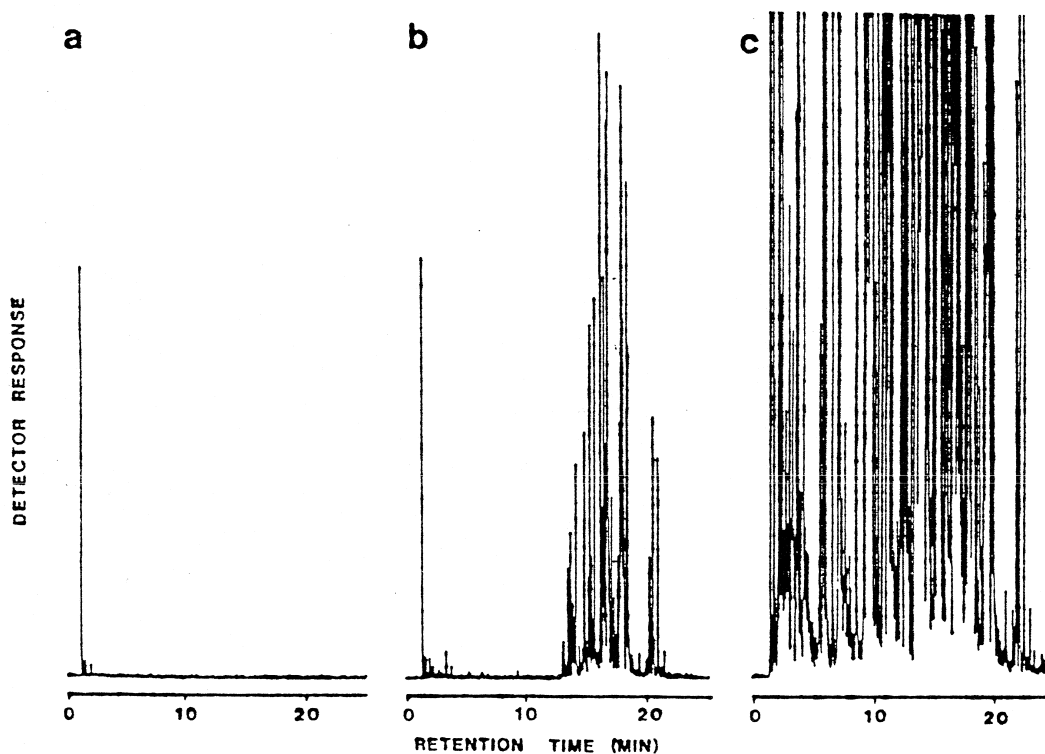 a
b
c
DETECTOR RESPONSE
0 10 20
0 10 20
0 10 20
RETENTION TIME (MIN)